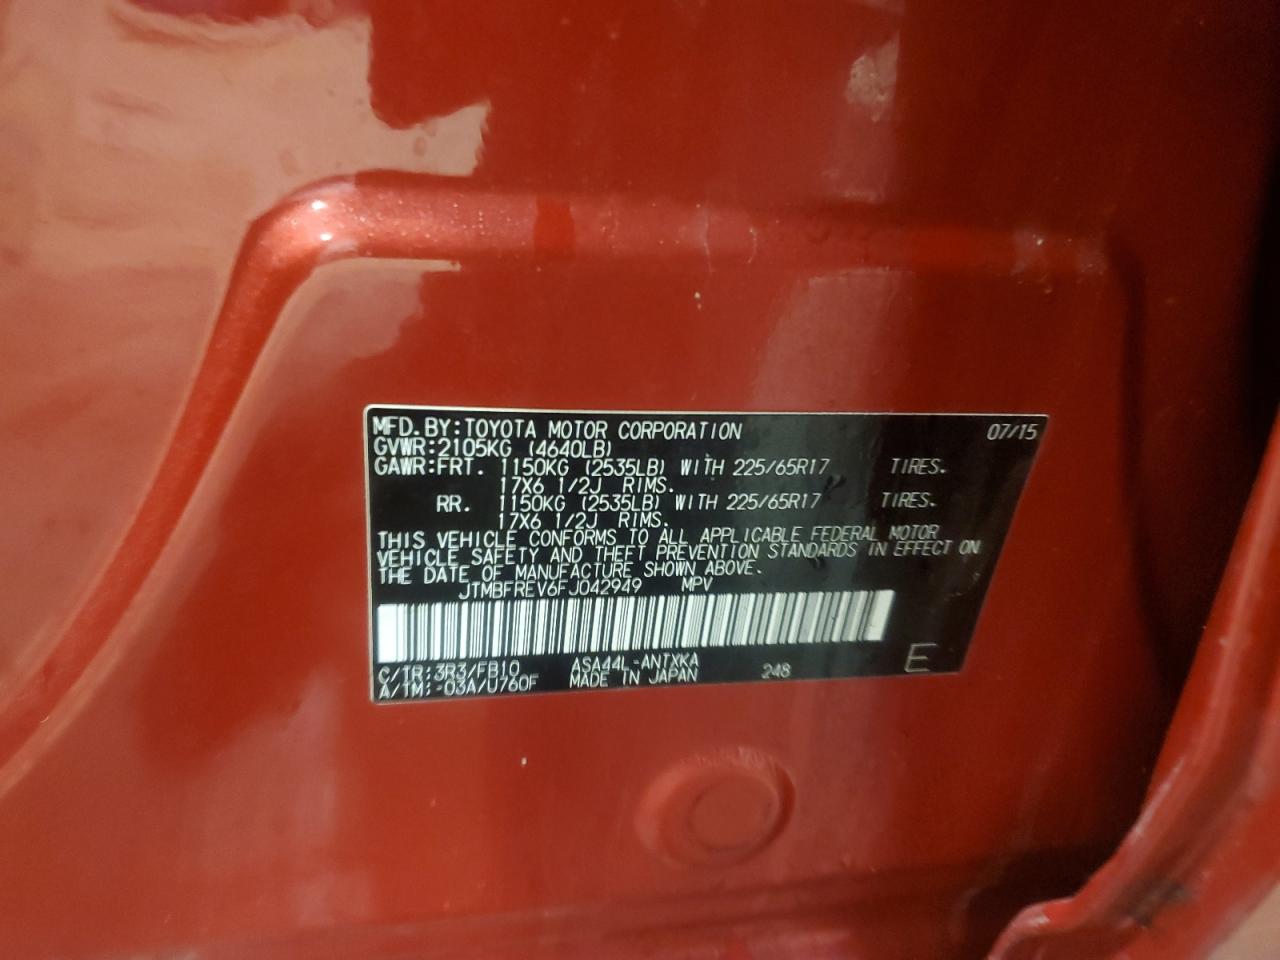 MFD. BY: TOYOTA MOTOR CORPORATION 07/15
GVWR: 2105KG (4640LB)
GAWR: FRT. 1150KG (2535LB) WITH 225/65R17 TIRES.
17X6 1/2J RIMS.
RR. 1150KG (2535LB) WITH 225/65R17 TIRES.
17X6 1/2J RIMS.
THIS VEHICLE CONFORMS TO ALL APPLICABLE FEDERAL MOTOR
VEHICLE SAFETY AND THEFT PREVENTION STANDARDS IN EFFECT ON
THE DATE OF MANUFACTURE SHOWN ABOVE.
JTMBFREV6FJ042949 MPV
C/TR: 3R3/FB10 ASA44L-ANTXKA 248 E
A/TM: -03A/U760F MADE IN JAPAN